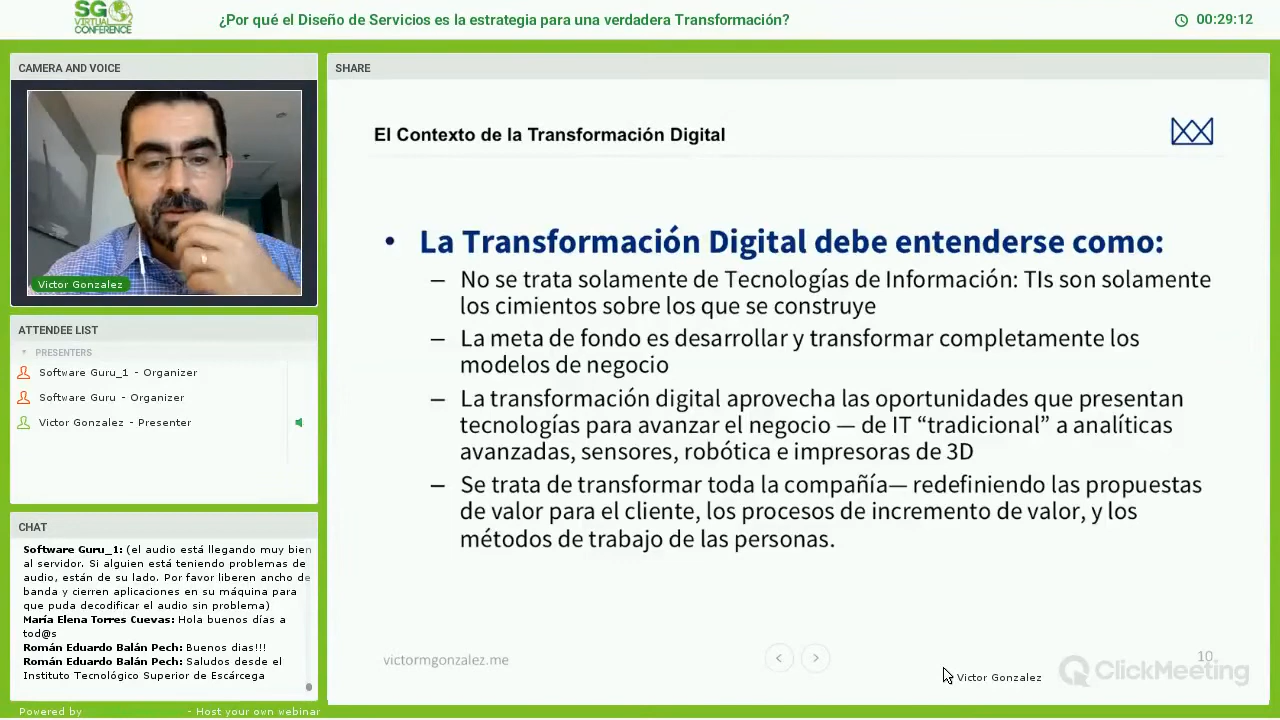 SG
VIRTUAL
CONFERENCE
¿Por qué el Diseño de Servicios es la estrategia para una verdadera Transformación?
00:29:12
CAMERA AND VOICE
Victor Gonzalez
ATTENDEE LIST
PRESENTERS
Software Guru_1 - Organizer
Software Guru - Organizer
Victor Gonzalez - Presenter
CHAT
Software Guru_1: (el audio está llegando muy bien
al servidor. Si alguien está teniendo problemas de
audio, están de su lado. Por favor liberen ancho de
banda y cierren aplicaciones en su máquina para
que puda decodificar el audio sin problema)
María Elena Torres Cuevas: Hola buenos días a
tod@s
Román Eduardo Balán Pech: Buenos dias!!!
Román Eduardo Balán Pech: Saludos desde el
Instituto Tecnológico Superior de Escárcega
Powered by - Host your own webinar
SHARE
El Contexto de la Transformación Digital
• La Transformación Digital debe entenderse como:
– No se trata solamente de Tecnologías de Información: TIs son solamente
los cimientos sobre los que se construye
– La meta de fondo es desarrollar y transformar completamente los
modelos de negocio
– La transformación digital aprovecha las oportunidades que presentan
tecnologías para avanzar el negocio — de IT “tradicional” a analíticas
avanzadas, sensores, robótica e impresoras de 3D
– Se trata de transformar toda la compañía— redefiniendo las propuestas
de valor para el cliente, los procesos de incremento de valor, y los
métodos de trabajo de las personas.
victormgonzalez.me
10
Victor Gonzalez
ClickMeeting